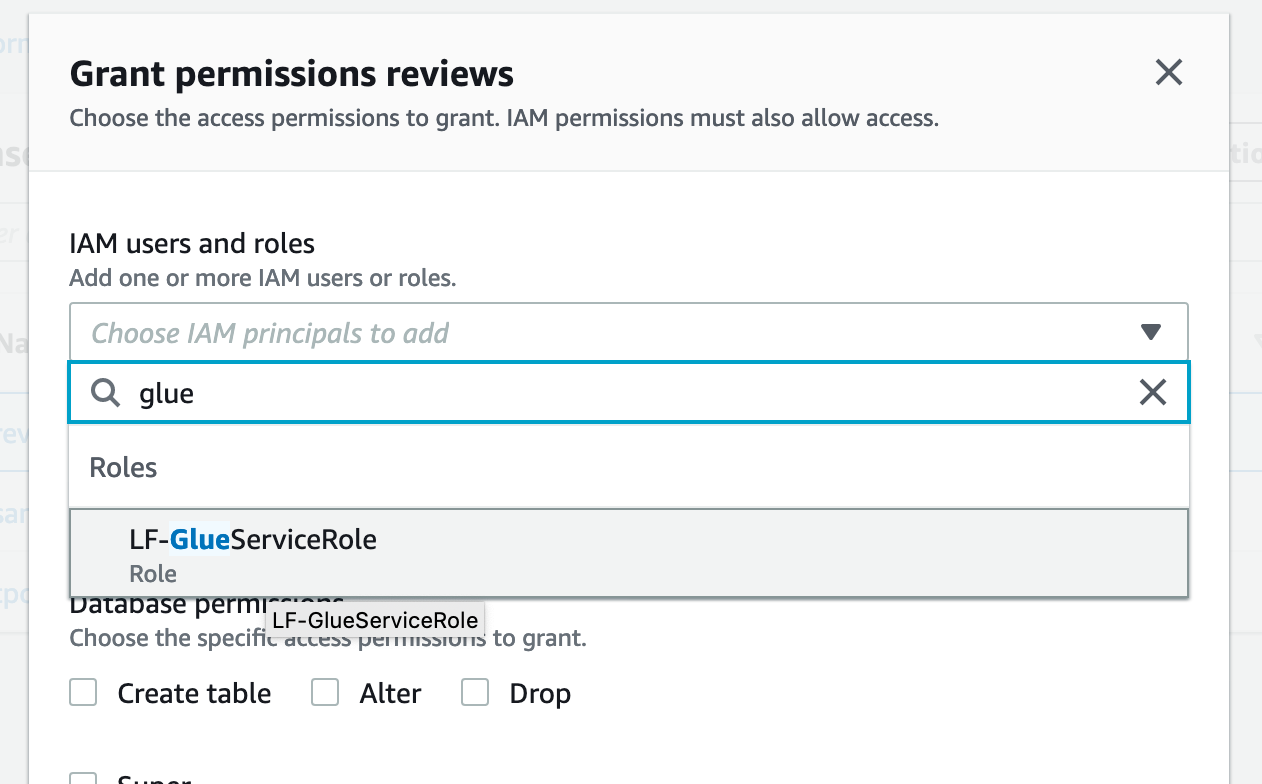 Grant permissions reviews
Choose the access permissions to grant. IAM permissions must also allow access.
IAM users and roles
Add one or more IAM users or roles.
Choose IAM principals to add
glue
Roles
LF-GlueServiceRole
Role
Database permissions
LF-GlueServiceRole
Choose the specific access permissions to grant.
Create table Alter Drop
Super